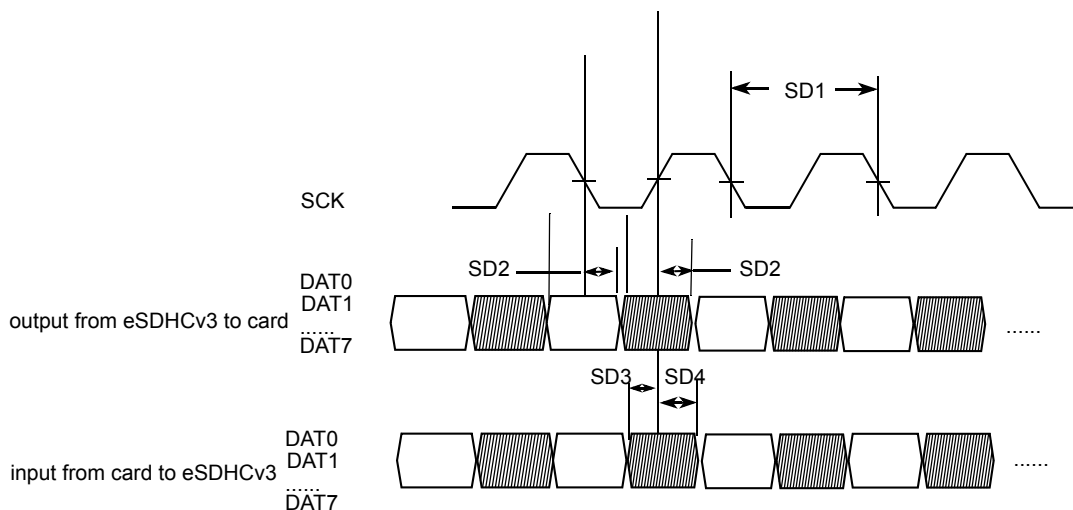 SD1
SCK
SD2
SD2
DAT0
DAT1
output from eSDHCv3 to card
......
DAT7
......
SD3
SD4
DAT0
DAT1
input from card to eSDHCv3
......
DAT7
......